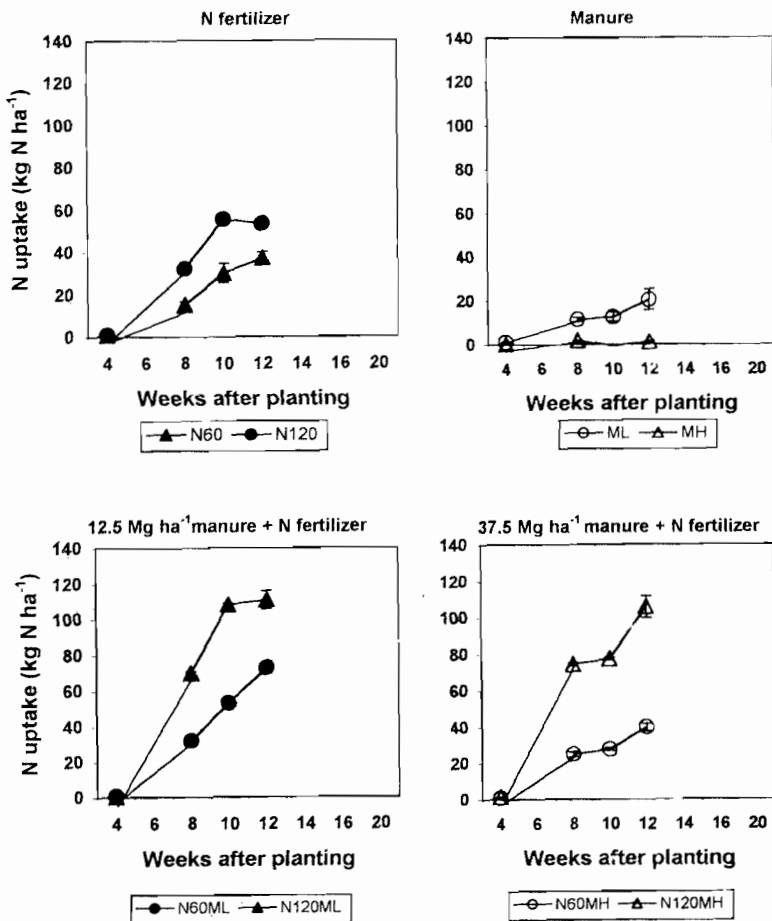 N fertilizer
N uptake (kg N ha⁻¹)
140
120
100
80
60
40
20
0
4 6 8 10 12 14 16 18 20
Weeks after planting
N60 N120
Manure
140
120
100
80
60
40
20
0
4 6 8 10 12 14 16 18 20
Weeks after planting
ML MH
12.5 Mg ha⁻¹ manure + N fertilizer
N uptake (kg N ha⁻¹)
140
120
100
80
60
40
20
0
4 6 8 10 12 14 16 18 20
Weeks after planting
N60ML N120ML
37.5 Mg ha⁻¹ manure + N fertilizer
140
120
100
80
60
40
20
0
4 6 8 10 12 14 16 18 20
Weeks after planting
N60MH N120MH